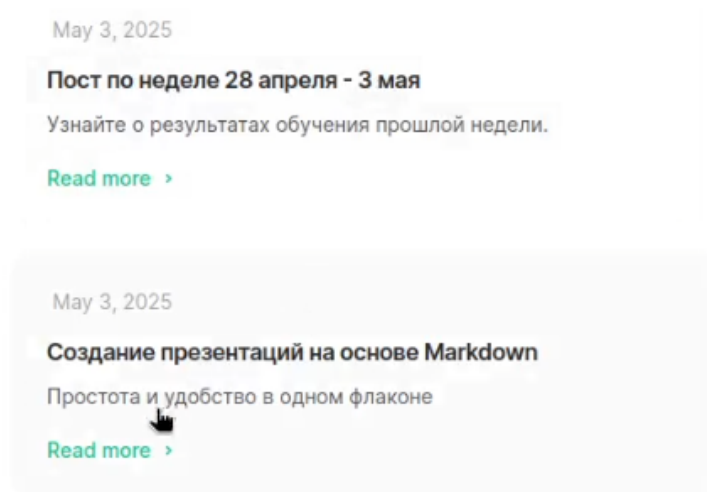 May 3, 2025
Пост по неделе 28 апреля - 3 мая
Узнайте о результатах обучения прошлой недели.
Read more ›
May 3, 2025
Создание презентаций на основе Markdown
Простота и удобство в одном флаконе
Read more ›